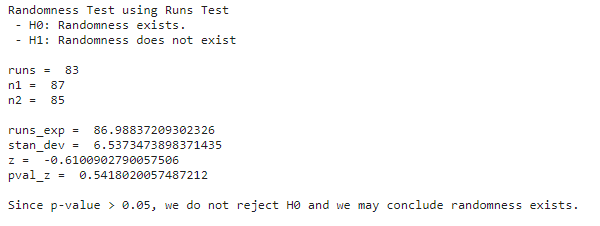 Randomness Test using Runs Test
- H0: Randomness exists.
- H1: Randomness does not exist
runs =  83
n1 =  87
n2 =  85
runs_exp =  86.98837209302326
stan_dev =  6.5373473898371435
z =  -0.6100902790057506
pval_z =  0.5418020057487212
Since p-value > 0.05, we do not reject H0 and we may conclude randomness exists.